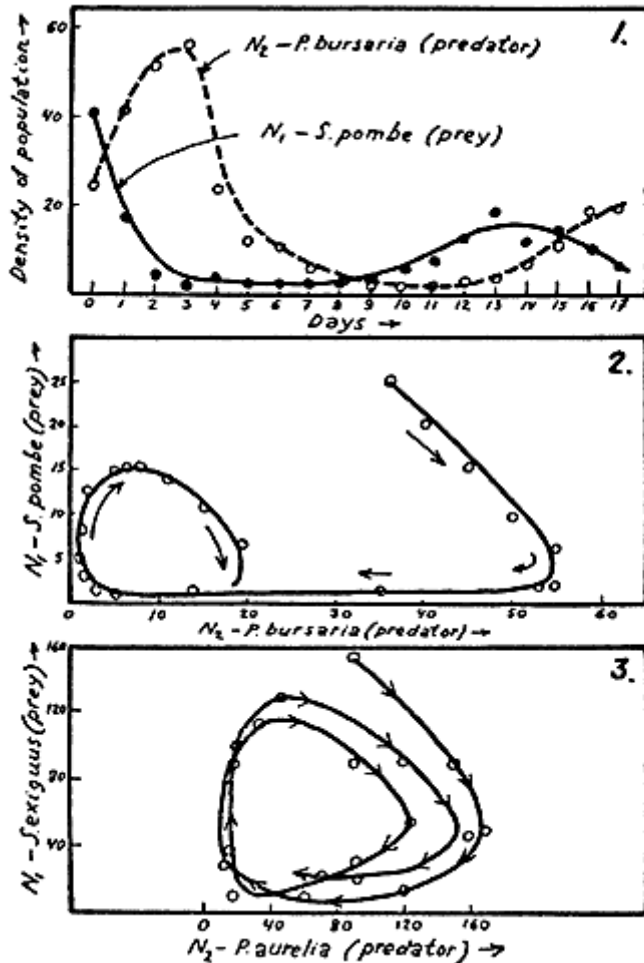 60
1.
N₂ – P. bursaria (predator)
40
N₁ – S. pombe (prey)
20
Density of population →
0 1 2 3 4 5 6 7 8 9 10 11 12 13 14 15 16 17
Days →
2.
25
20
15
10
5
N₁ – S. pombe (prey) →
0 10 20 30 40 50 60
N₂ – P. bursaria (predator) →
160
3.
120
80
40
N₁ – S. exiguus (prey) →
0 40 80 120 160
N₂ – P. aurelia (predator) →